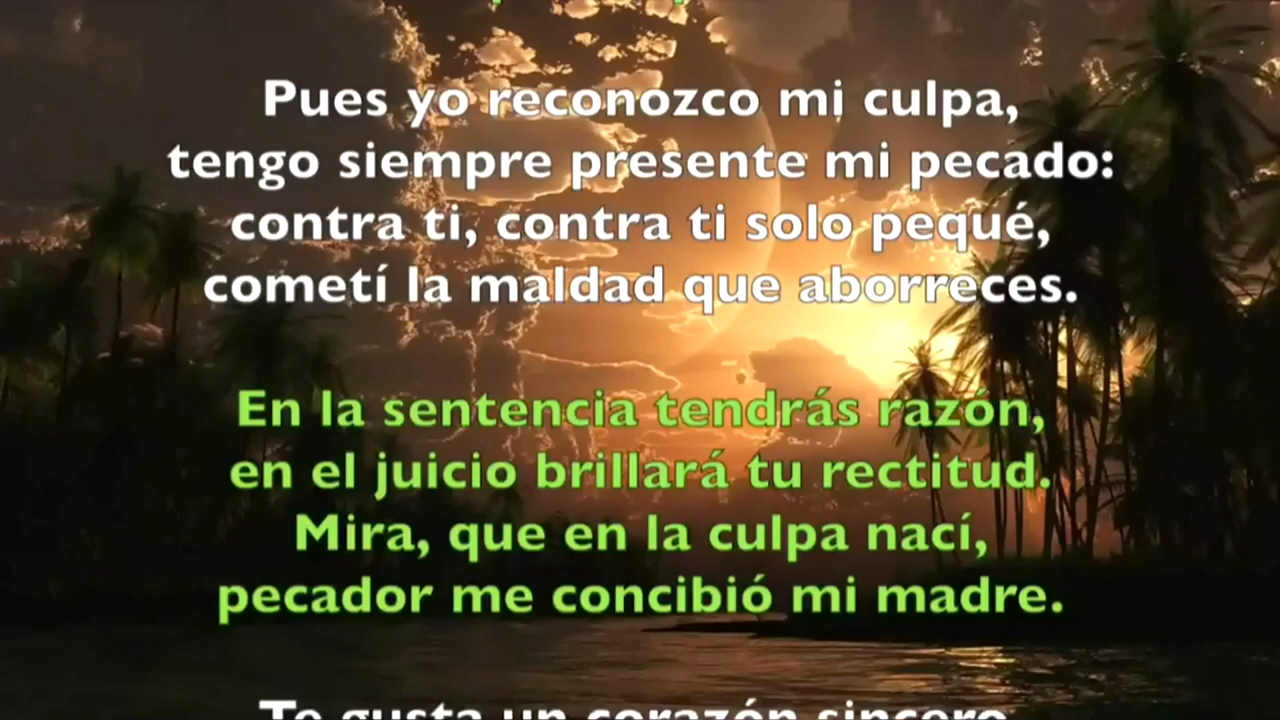 Pues yo reconozco mi culpa,
tengo siempre presente mi pecado:
contra ti, contra ti solo pequé,
cometí la maldad que aborreces.
En la sentencia tendrás razón,
en el juicio brillará tu rectitud.
Mira, que en la culpa nací,
pecador me concibió mi madre.
Te gusta un corazón sincero,